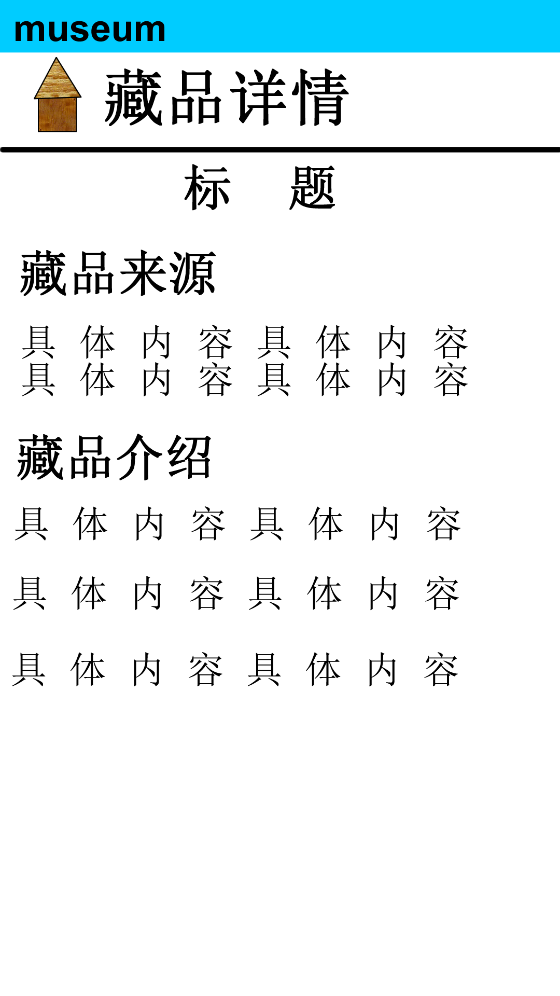 museum
藏品详情
标 题
藏品来源
具 体 内 容 具 体 内 容
具 体 内 容 具 体 内 容
藏品介绍
具 体 内 容 具 体 内 容
具 体 内 容 具 体 内 容
具 体 内 容 具 体 内 容